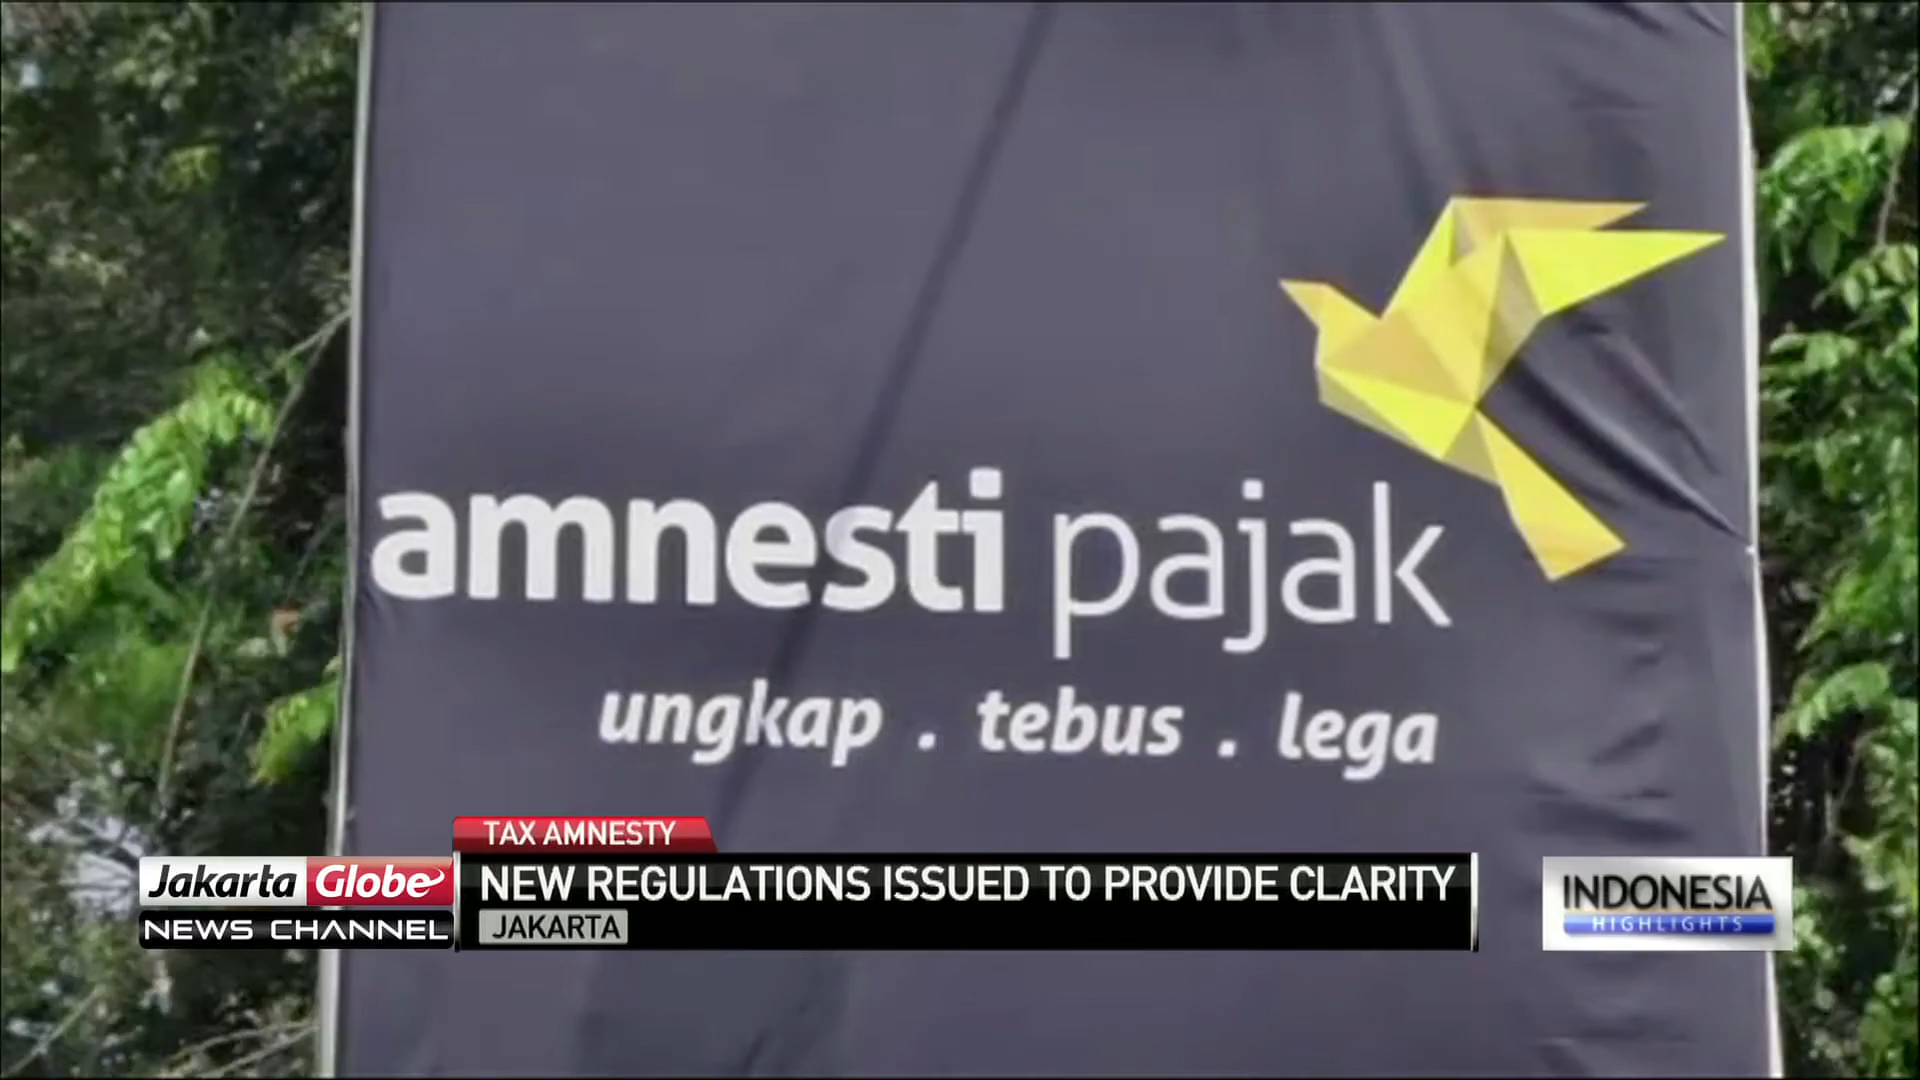 amnesti pajak
ungkap . tebus . lega
TAX AMNESTY
Jakarta Globe
NEWS CHANNEL
NEW REGULATIONS ISSUED TO PROVIDE CLARITY
JAKARTA
INDONESIA
HIGHLIGHTS